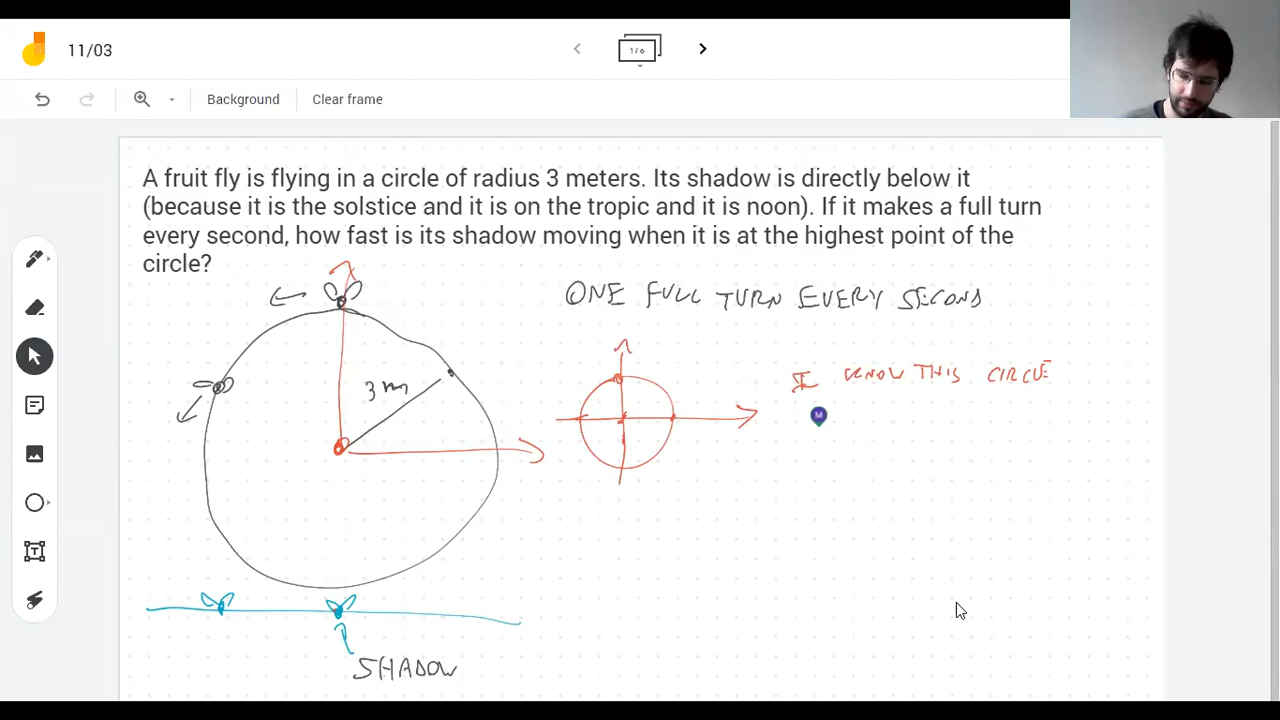 11/03
1/6
Background
Clear frame
A fruit fly is flying in a circle of radius 3 meters. Its shadow is directly below it
(because it is the solstice and it is on the tropic and it is noon). If it makes a full turn
every second, how fast is its shadow moving when it is at the highest point of the
circle?
ONE FULL TURN EVERY SECOND
I KNOW THIS CIRCLE
3 m
M
SHADOW